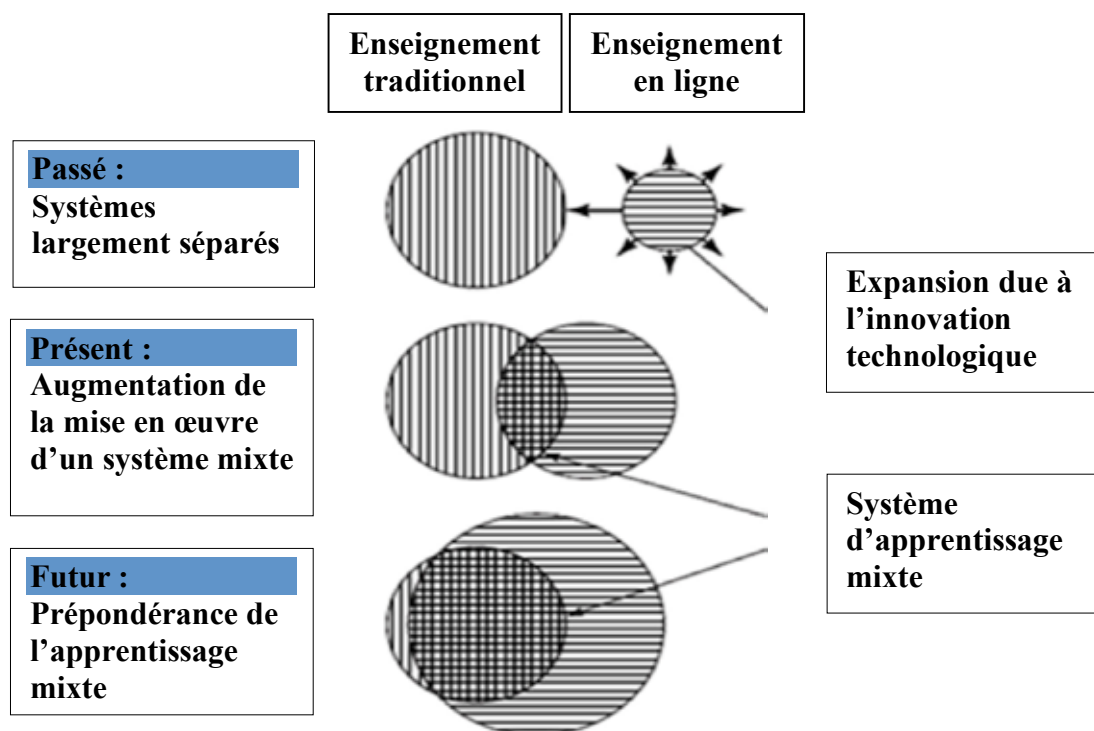 Enseignement
traditionnel
Enseignement
en ligne
Passé :
Systèmes
largement séparés
Expansion due à
l’innovation
technologique
Présent :
Augmentation de
la mise en œuvre
d’un système mixte
Système
d’apprentissage
mixte
Futur :
Prépondérance de
l’apprentissage
mixte